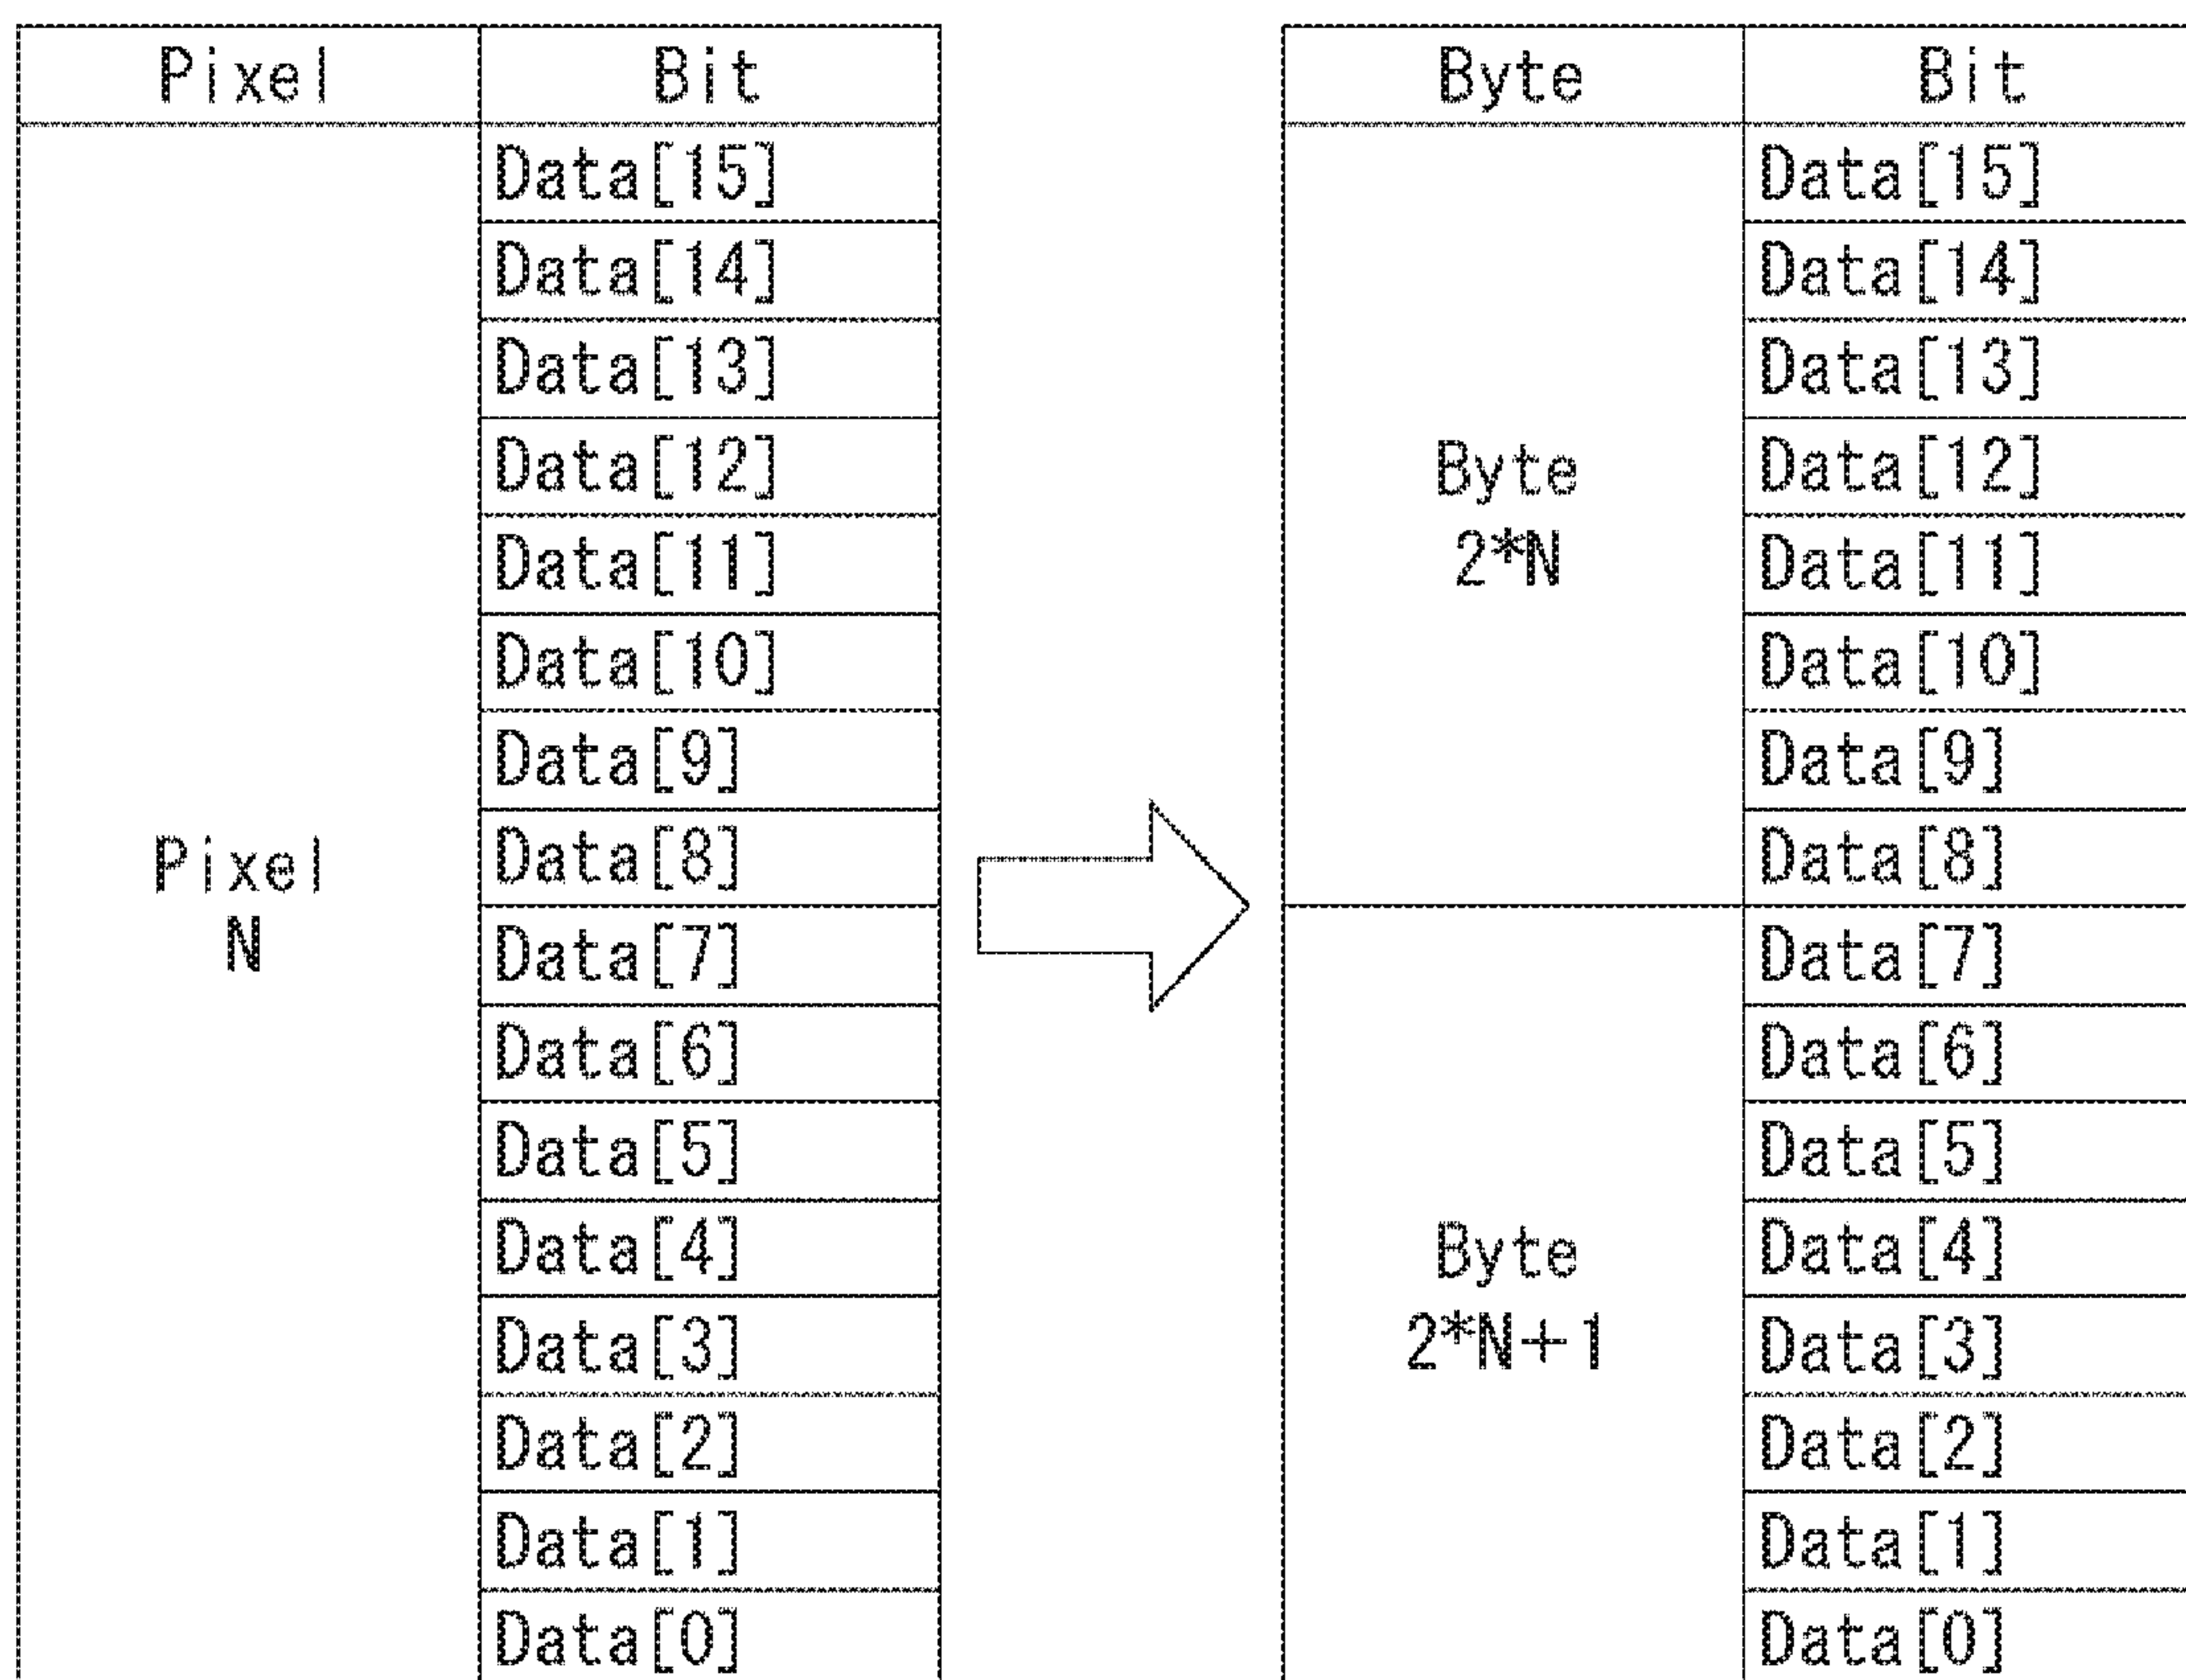 Pixel Bit
Data[15]
Data[14]
Data[13]
Data[12]
Data[11]
Data[10]
Data[9]
Data[8]
Pixel
N
Data[7]
Data[6]
Data[5]
Data[4]
Data[3]
Data[2]
Data[1]
Data[0]
Byte Bit
Data[15]
Data[14]
Data[13]
Data[12]
Byte
2*N
Data[11]
Data[10]
Data[9]
Data[8]
Data[7]
Data[6]
Data[5]
Data[4]
Byte
2*N+1
Data[3]
Data[2]
Data[1]
Data[0]